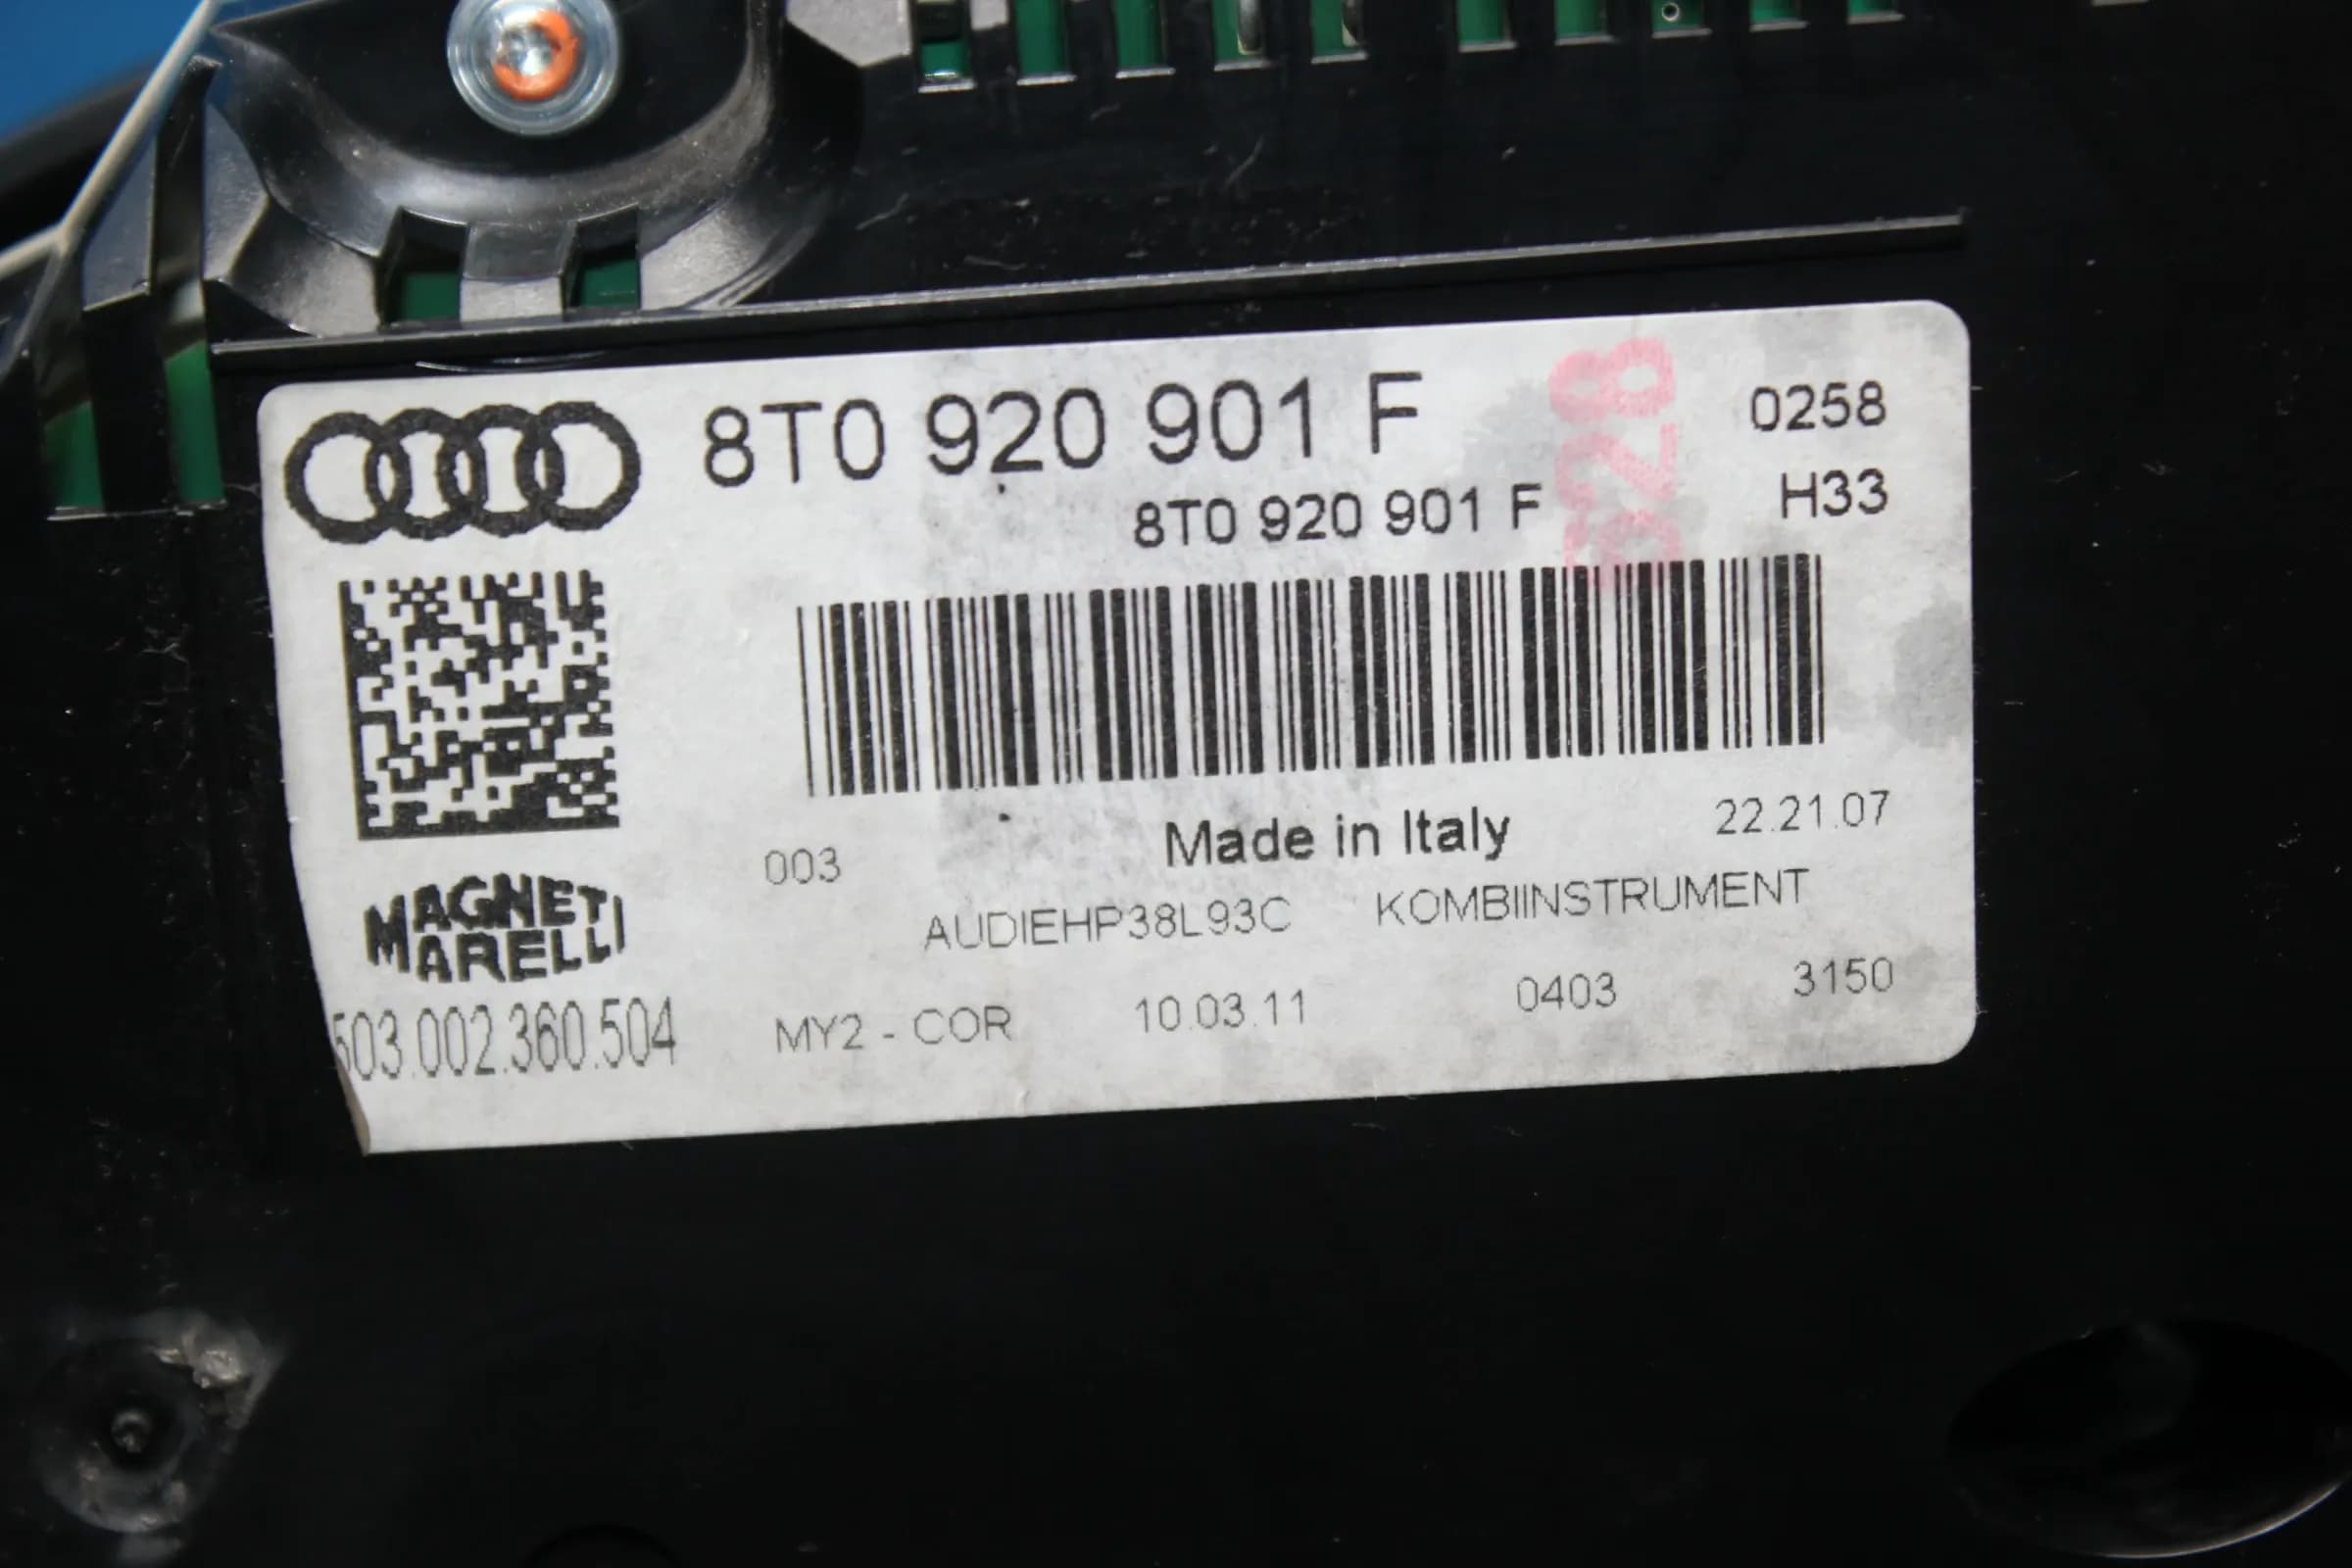 8T0 920 901 F
0258
8T0 920 901 F
H33
003
Made in Italy
22.21.07
MAGNETI
MARELLI
AUDIEHP38L93C
KOMBIINSTRUMENT
503.002.360.504
MY2 - COR
10.03.11
0403
3150